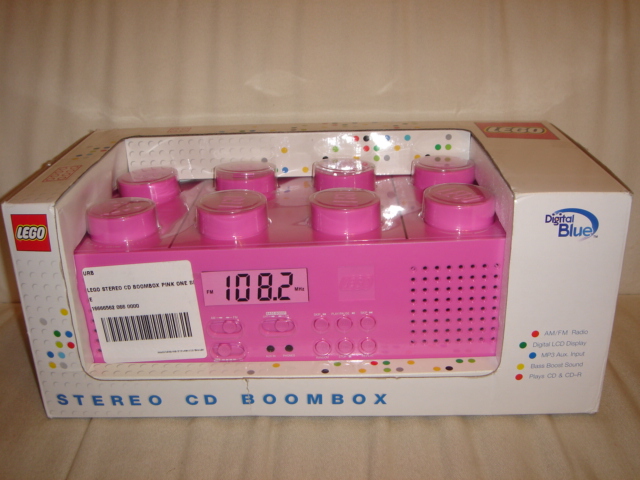 LEGO
LEGO
Digital
Blue
URB
LEGO STEREO CD BOOMBOX PINK ONE
FM 108.2 MHz
AM/FM Radio
Digital LCD Display
MP3 Aux. Input
Bass Boost Sound
Plays CD & CD-R
STEREO CD BOOMBOX